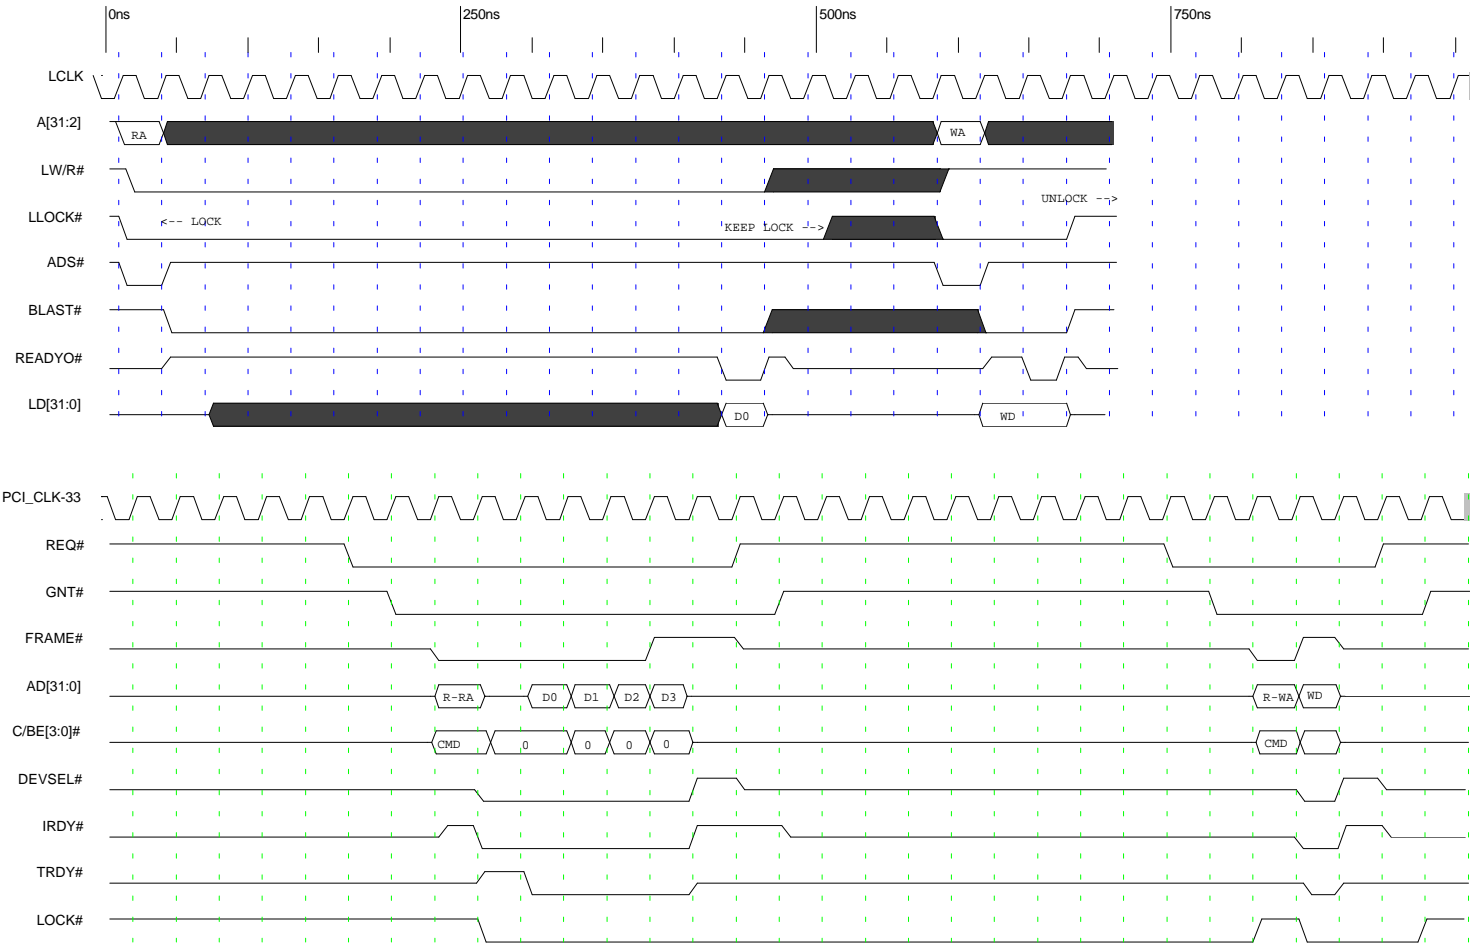 0ns 250ns 500ns 750ns
LCLK
A[31:2] RA WA
LW/R#
UNLOCK -->
LLOCK# <-- LOCK KEEP LOCK -->
ADS#
BLAST#
READYO#
LD[31:0] D0 WD
PCI_CLK-33
REQ#
GNT#
FRAME#
AD[31:0] R-RA D0 D1 D2 D3 R-WA WD
C/BE[3:0]# CMD 0 0 0 0 CMD
DEVSEL#
IRDY#
TRDY#
LOCK#